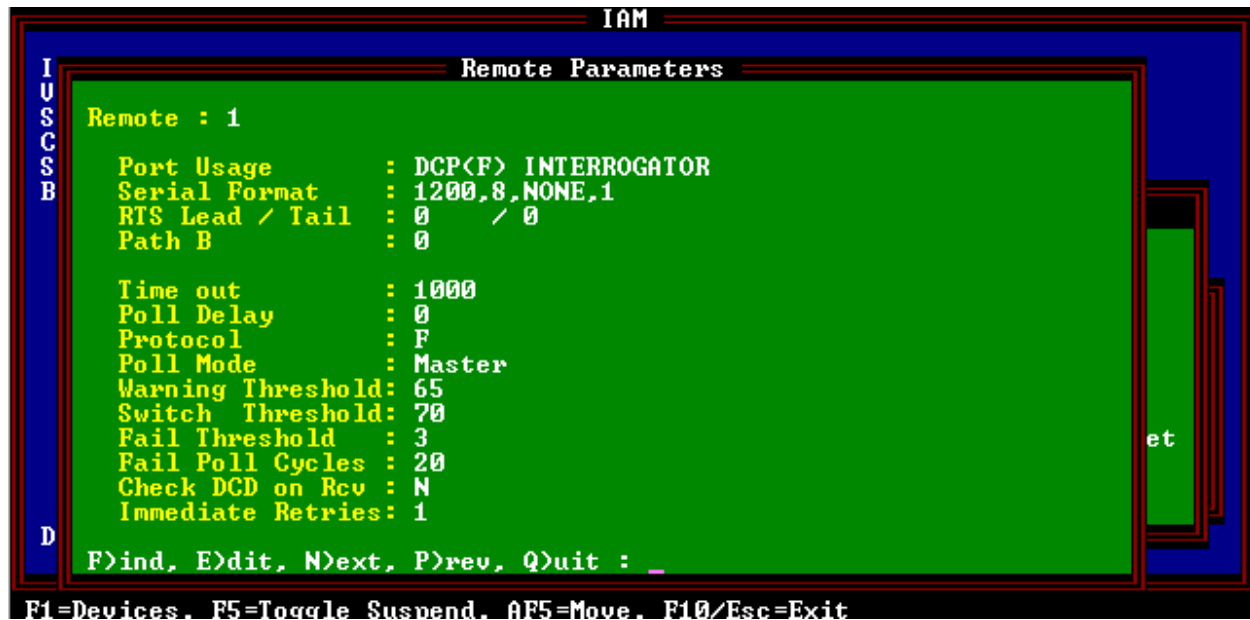 IAM
Remote Parameters
I
V
S
C
S
B
D
Remote : 1
Port Usage : DCP(F) INTERROGATOR
Serial Format : 1200,8,NONE,1
RTS Lead / Tail : 0 / 0
Path B : 0
Time out : 1000
Poll Delay : 0
Protocol : F
Poll Mode : Master
Warning Threshold: 65
Switch Threshold: 70
Fail Threshold : 3
et
Fail Poll Cycles : 20
Check DCD on Rcv : N
Immediate Retries: 1
F)ind, E)dit, N)ext, P)rev, Q)uit : _
F1=Devices, F5=Toggle Suspend, AF5=Move, F10/Esc=Exit